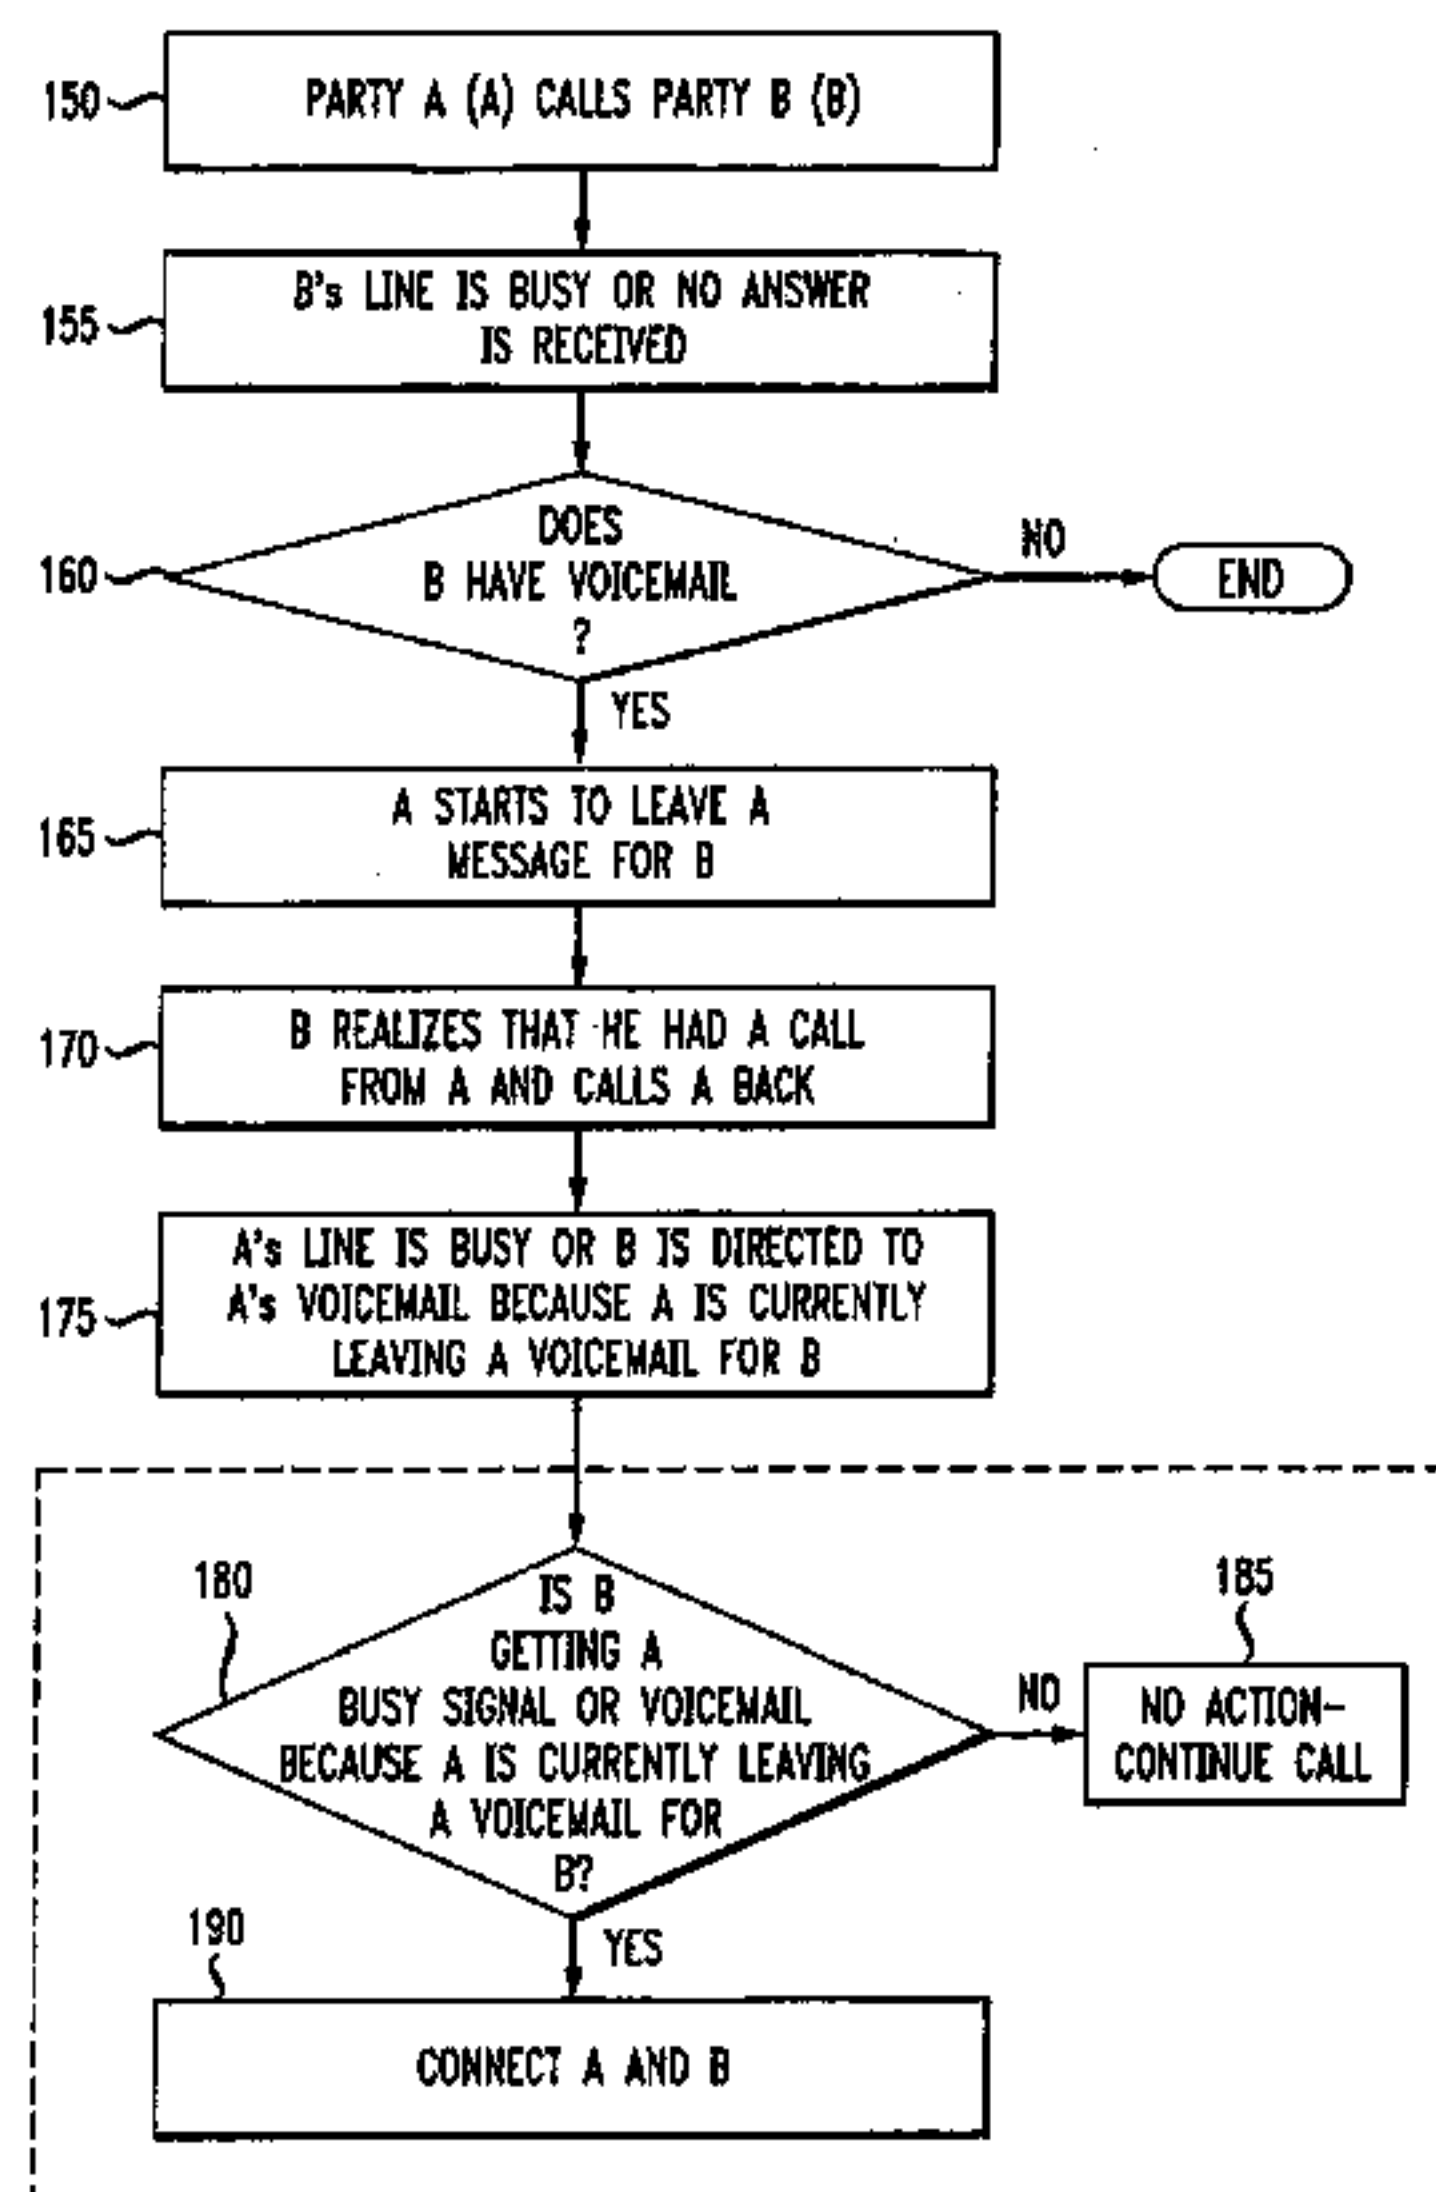 150
PARTY A (A) CALLS PARTY B (B)
155
B's LINE IS BUSY OR NO ANSWER
IS RECEIVED
160
DOES
B HAVE VOICEMAIL
?
NO
END
YES
165
A STARTS TO LEAVE A
MESSAGE FOR B
170
B REALIZES THAT HE HAD A CALL
FROM A AND CALLS A BACK
175
A's LINE IS BUSY OR B IS DIRECTED TO
A's VOICEMAIL BECAUSE A IS CURRENTLY
LEAVING A VOICEMAIL FOR B
180
IS B
GETTING A
BUSY SIGNAL OR VOICEMAIL
BECAUSE A IS CURRENTLY LEAVING
A VOICEMAIL FOR
B?
NO
185
NO ACTION-
CONTINUE CALL
YES
190
CONNECT A AND B